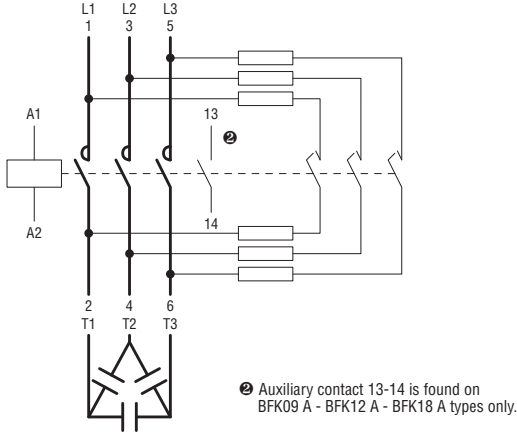 L1 L2 L3
1 3 5
A1
13
❷
14
A2
2 4 6
T1 T2 T3
❷ Auxiliary contact 13-14 is found on
BFK09 A - BFK12 A - BFK18 A types only.